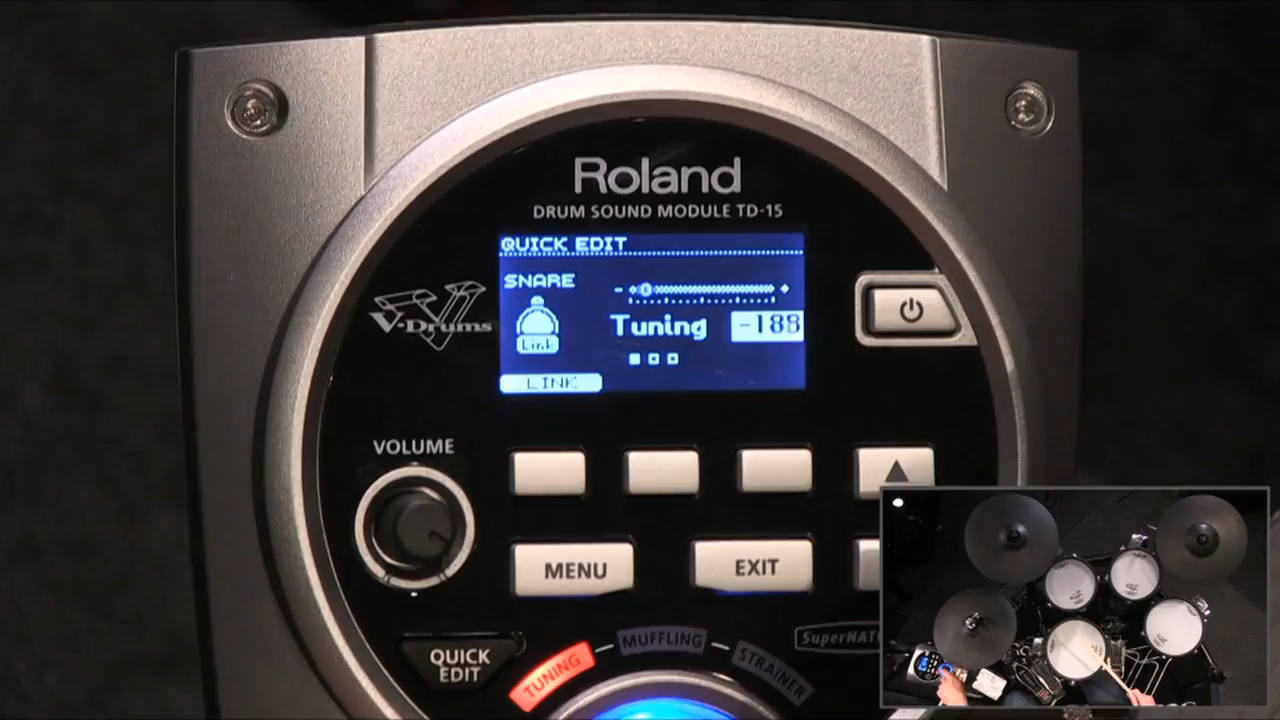 Roland
DRUM SOUND MODULE TD-15
QUICK EDIT
SNARE
Tuning
Link
LINK
V-Drums
VOLUME
MENU
EXIT
QUICK
EDIT
TUNING
MUFFLING
STRAINER